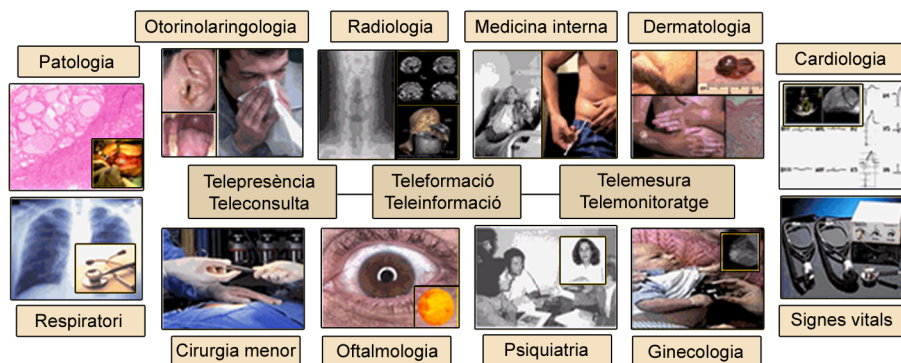 Otorinolaringologia
Radiologia
Medicina interna
Dermatologia
Patologia
Cardiologia
Telepresència
Teleconsulta
Teleformació
Teleinformació
Telemesura
Telemonitoratge
Respiratori
Cirurgia menor
Oftalmologia
Psiquiatria
Ginecologia
Signes vitals